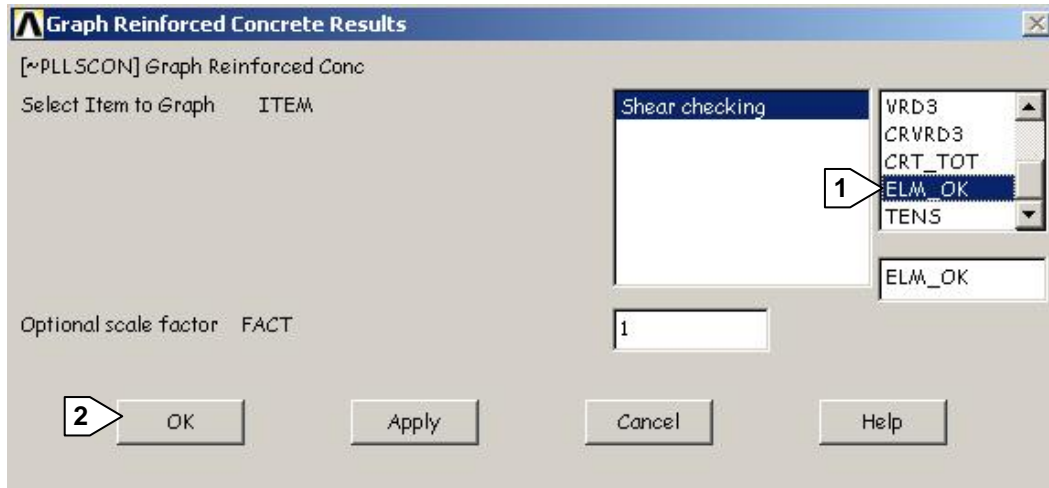 Graph Reinforced Concrete Results
[~PLLSCON] Graph Reinforced Conc
Select Item to Graph ITEM
Shear checking
VRD3
CRVRD3
CRT_TOT
1
ELM_OK
TENS
ELM_OK
Optional scale factor FACT
1
2
OK
Apply
Cancel
Help